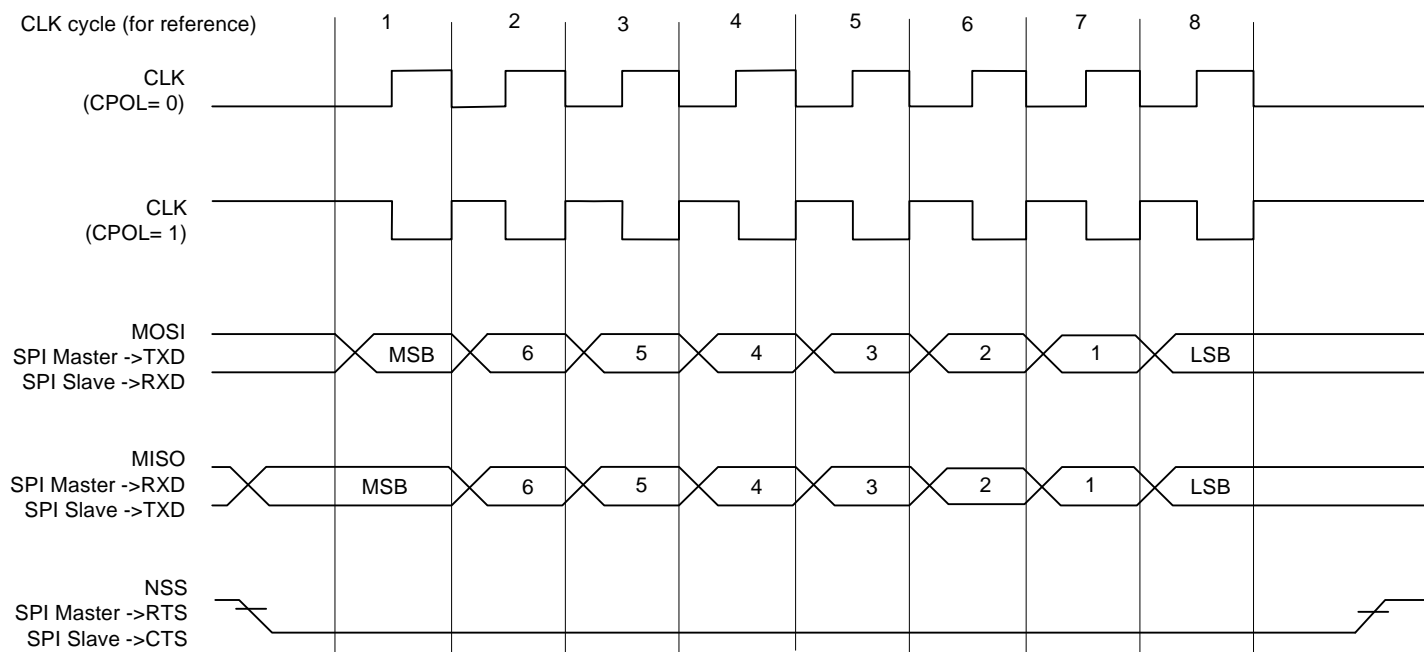 CLK cycle (for reference) 1 2 3 4 5 6 7 8
CLK
(CPOL= 0)
CLK
(CPOL= 1)
MOSI
SPI Master ->TXD
SPI Slave ->RXD
MSB 6 5 4 3 2 1 LSB
MISO
SPI Master ->RXD
SPI Slave ->TXD
MSB 6 5 4 3 2 1 LSB
NSS
SPI Master ->RTS
SPI Slave ->CTS